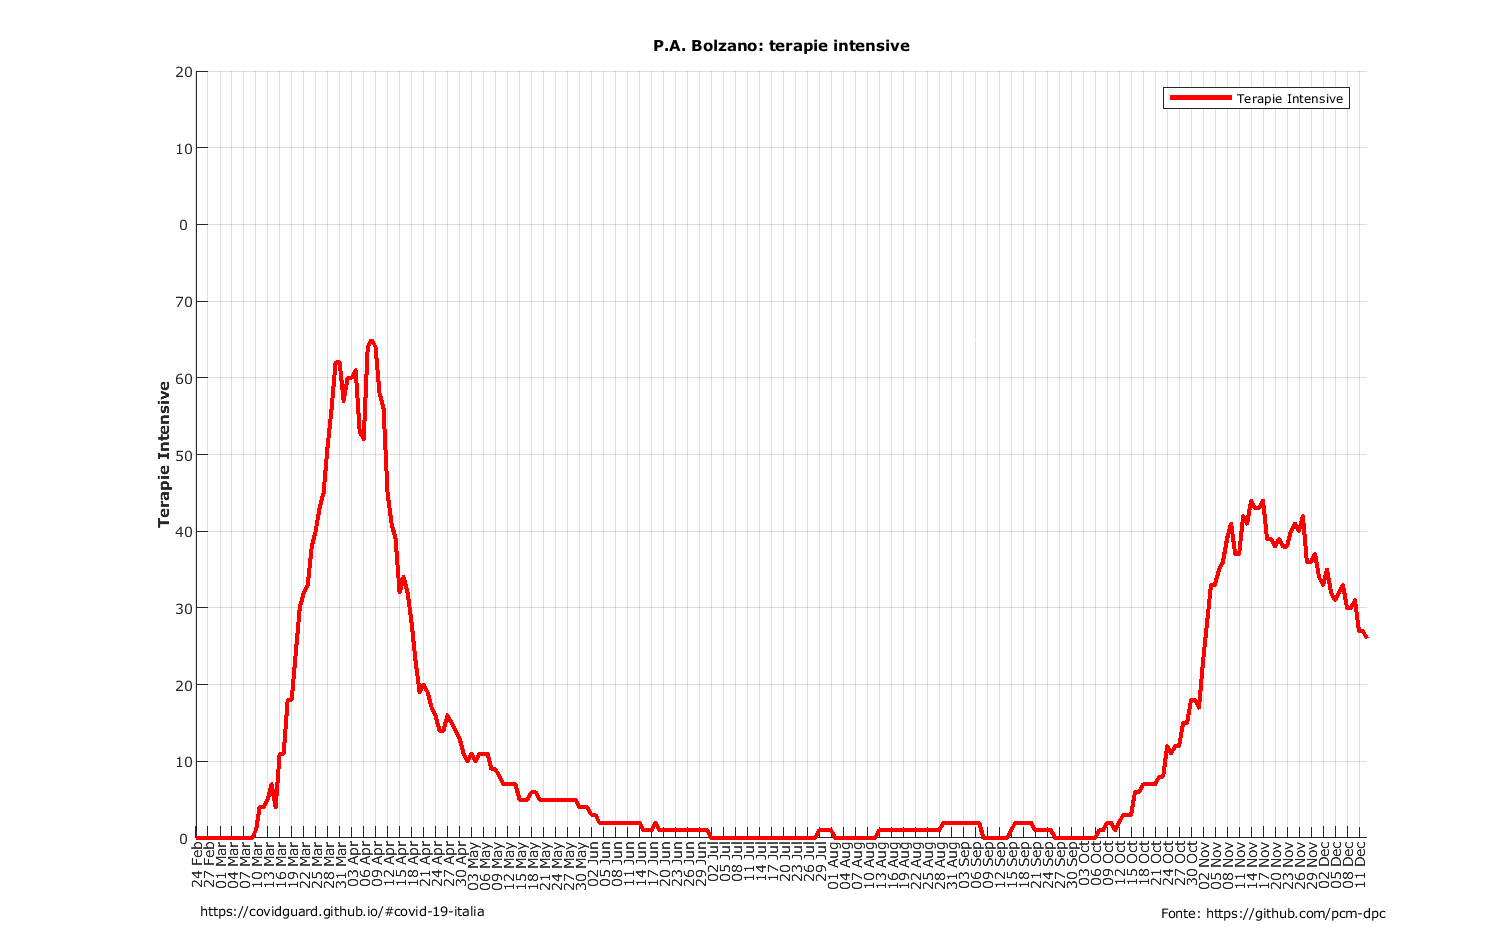 P.A. Bolzano: terapie intensive
Terapie Intensive
20
10
0
70
60
50
40
30
20
10
0
Terapie Intensive
24 Feb
27 Feb
01 Mar
04 Mar
07 Mar
10 Mar
13 Mar
16 Mar
19 Mar
22 Mar
25 Mar
28 Mar
31 Mar
03 Apr
06 Apr
09 Apr
12 Apr
15 Apr
18 Apr
21 Apr
24 Apr
27 Apr
30 Apr
03 May
06 May
09 May
12 May
15 May
18 May
21 May
24 May
27 May
30 May
02 Jun
05 Jun
08 Jun
11 Jun
14 Jun
17 Jun
20 Jun
23 Jun
26 Jun
29 Jun
02 Jul
05 Jul
08 Jul
11 Jul
14 Jul
17 Jul
20 Jul
23 Jul
26 Jul
29 Jul
01 Aug
04 Aug
07 Aug
10 Aug
13 Aug
16 Aug
19 Aug
22 Aug
25 Aug
28 Aug
31 Aug
03 Sep
06 Sep
09 Sep
12 Sep
15 Sep
18 Sep
21 Sep
24 Sep
27 Sep
30 Sep
03 Oct
06 Oct
09 Oct
12 Oct
15 Oct
18 Oct
21 Oct
24 Oct
27 Oct
30 Oct
02 Nov
05 Nov
08 Nov
11 Nov
14 Nov
17 Nov
20 Nov
23 Nov
26 Nov
29 Nov
02 Dec
05 Dec
08 Dec
11 Dec
https://covidguard.github.io/#covid-19-italia
Fonte: https://github.com/pcm-dpc